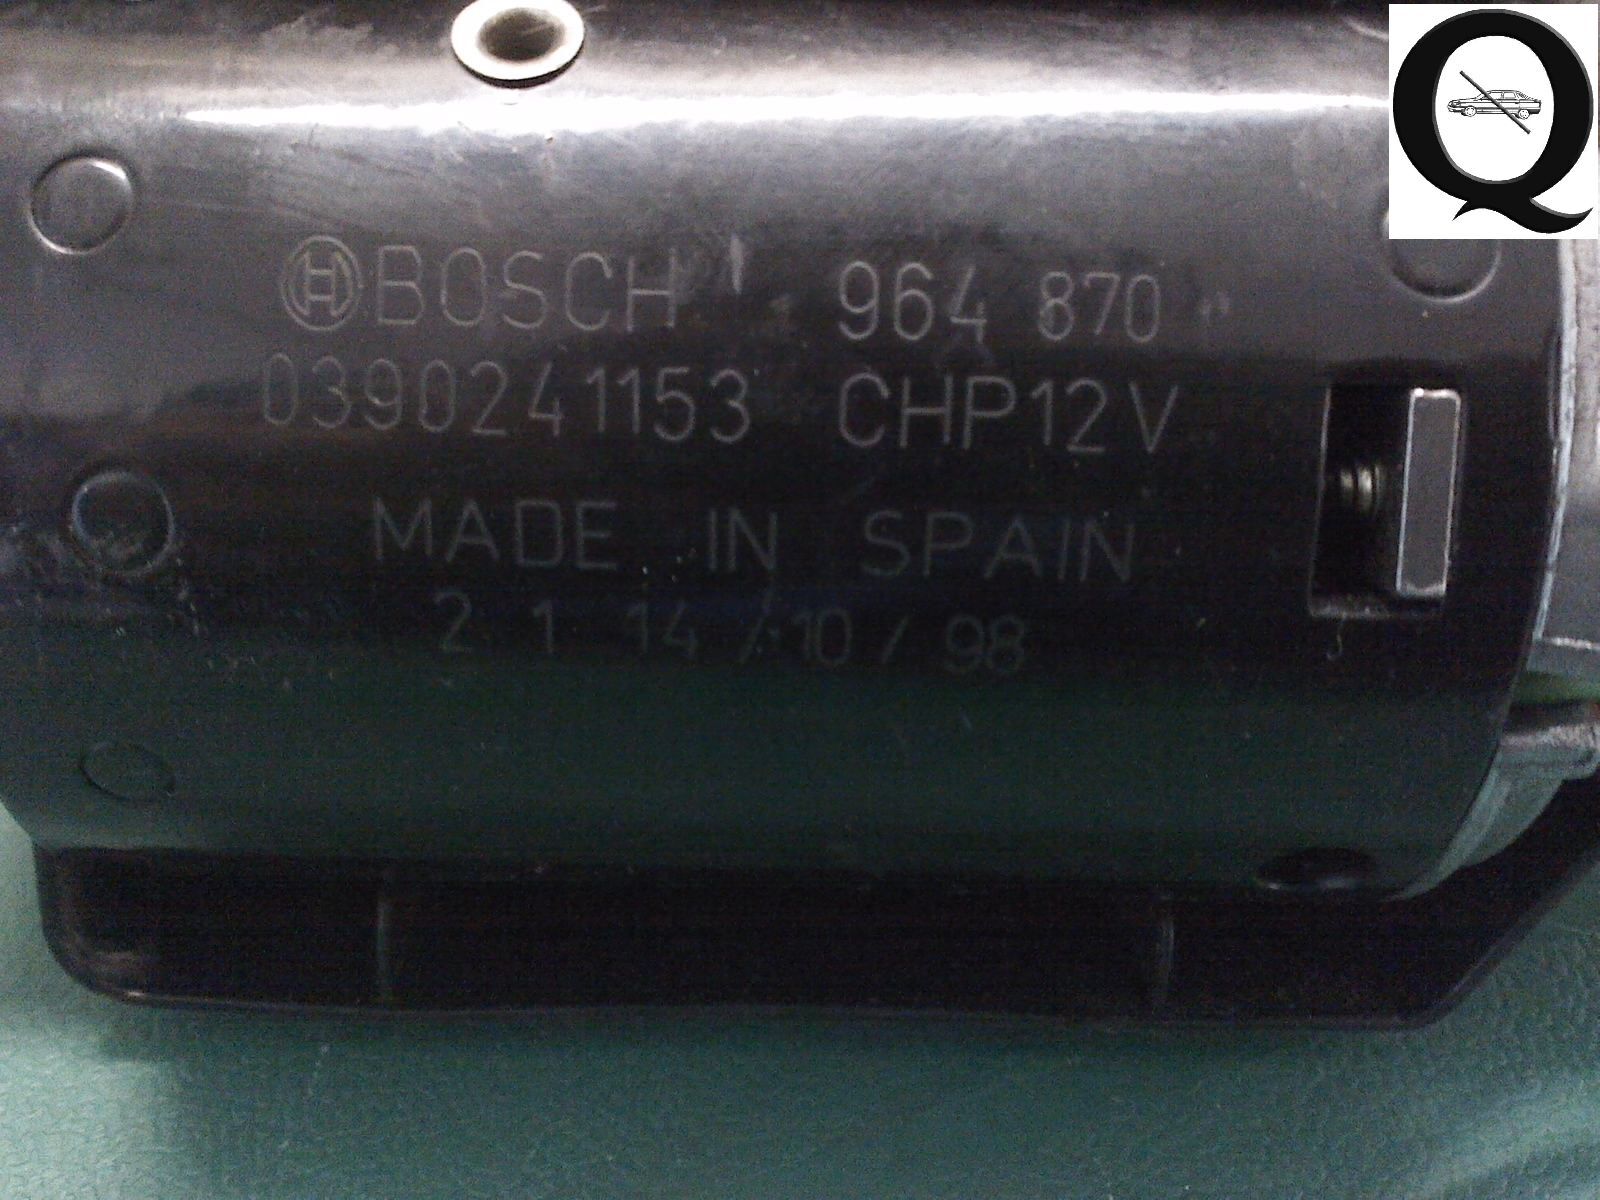 Q
BOSCH 964 870
0390241153 CHP12V
MADE IN SPAIN
2 1 14/10/98